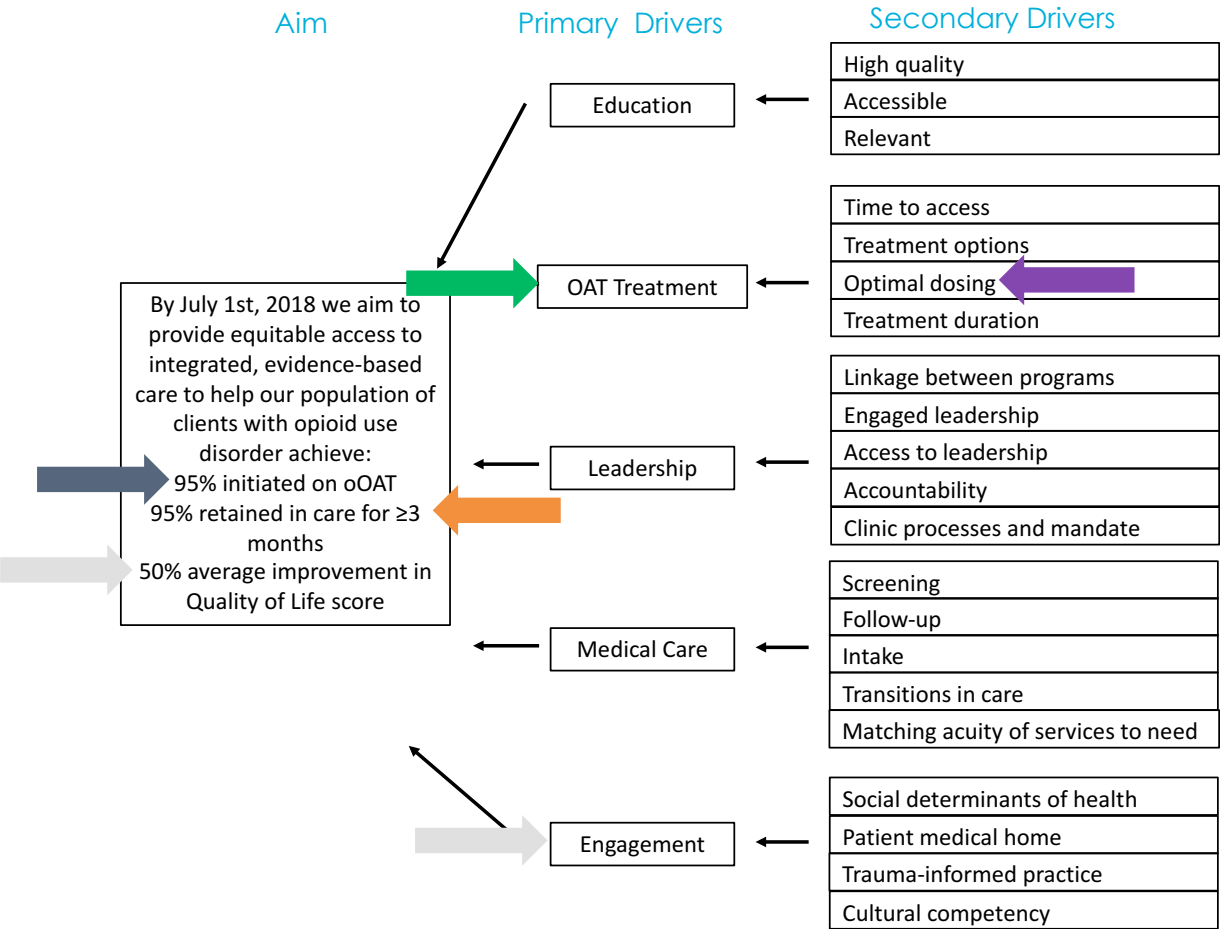 Aim
Primary Drivers
Secondary Drivers
Education
High quality
Accessible
Relevant
OAT Treatment
Time to access
Treatment options
Optimal dosing
Treatment duration
By July 1st, 2018 we aim to
provide equitable access to
integrated, evidence-based
care to help our population of
clients with opioid use
disorder achieve:
95% initiated on oOAT
95% retained in care for ≥3
months
50% average improvement in
Quality of Life score
Leadership
Linkage between programs
Engaged leadership
Access to leadership
Accountability
Clinic processes and mandate
Medical Care
Screening
Follow-up
Intake
Transitions in care
Matching acuity of services to need
Engagement
Social determinants of health
Patient medical home
Trauma-informed practice
Cultural competency